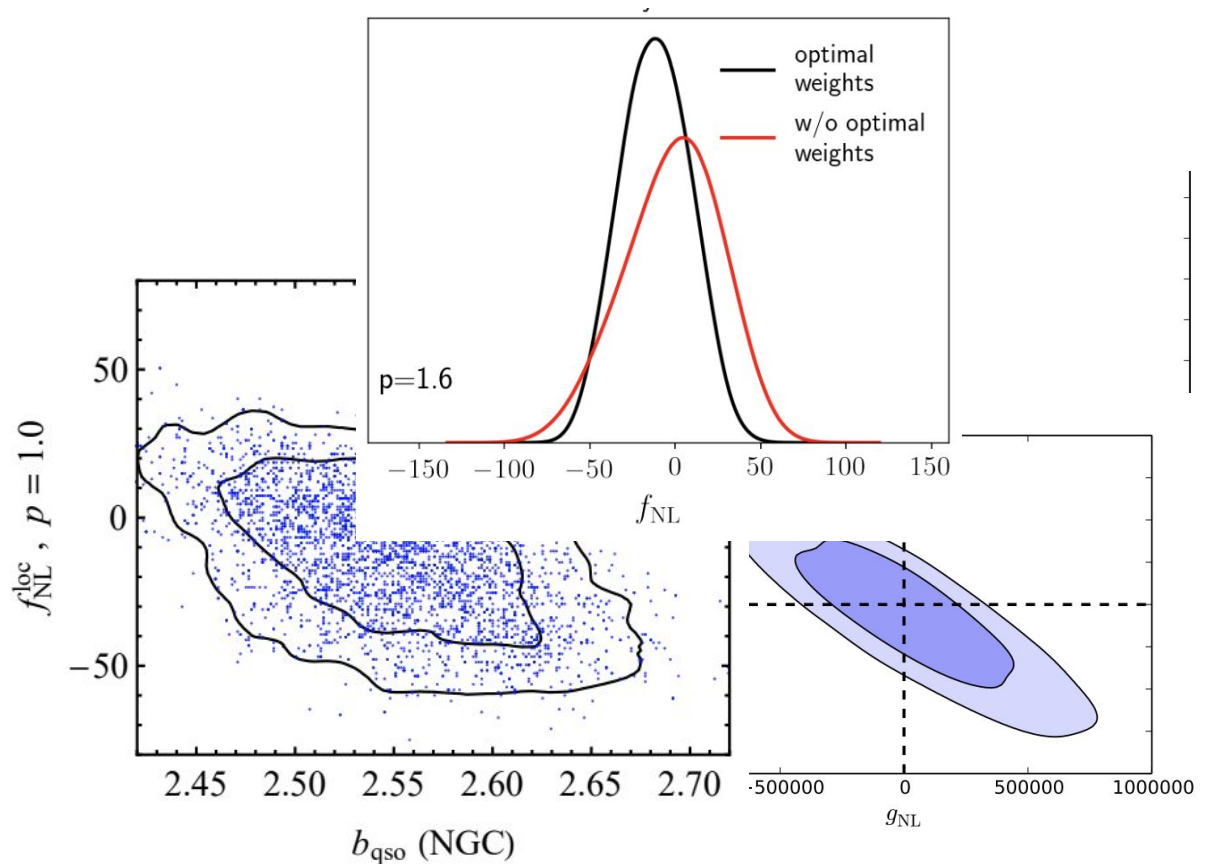 optimal
weights
w/o optimal
weights
p=1.6
−150 −100 −50 0 50 100 150
f_NL
50
0
−50
f_NL^loc , p = 1.0
2.45 2.50 2.55 2.60 2.65 2.70
b_qso (NGC)
-500000 0 500000 1000000
g_NL